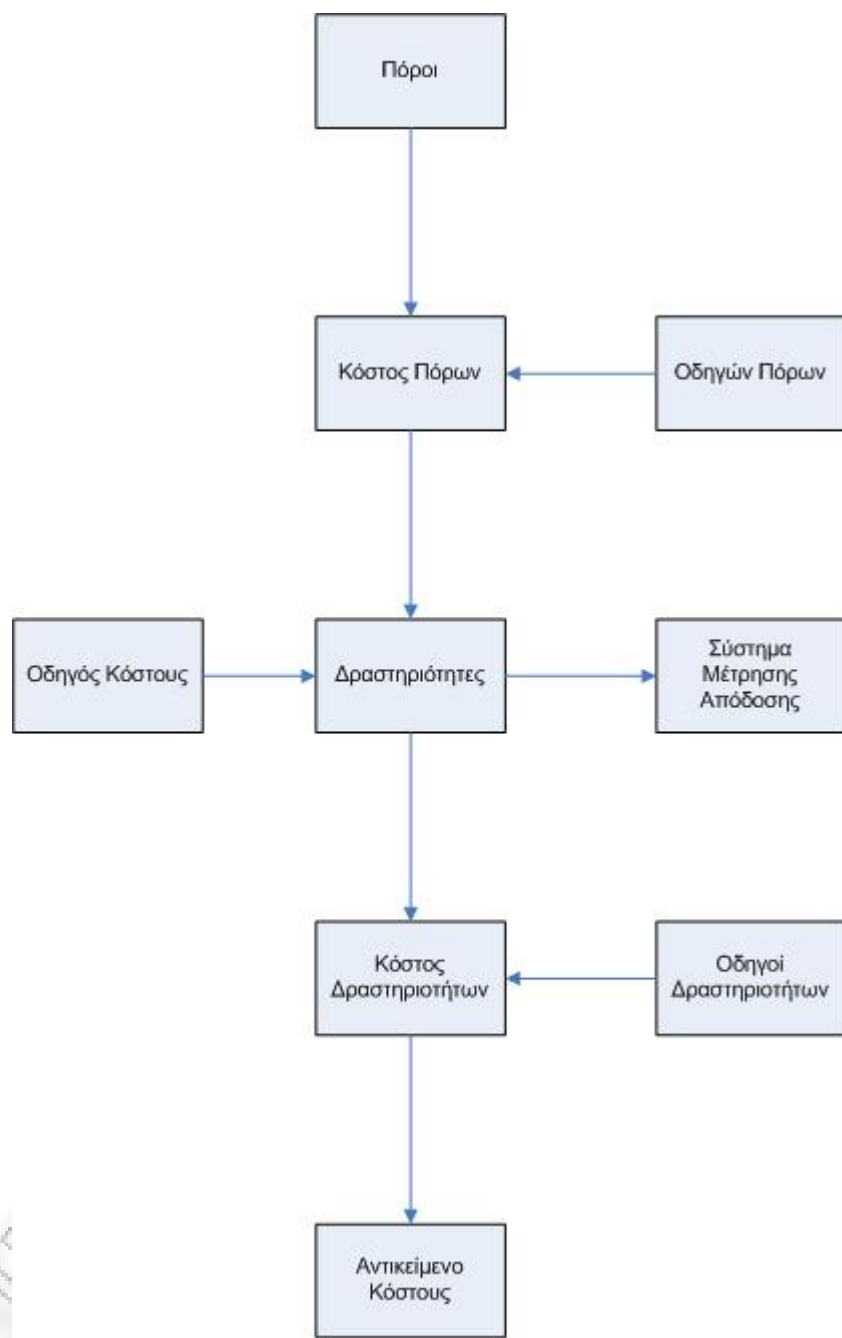 Πόροι
Κόστος Πόρων
Οδηγών Πόρων
Οδηγός Κόστους
Δραστηριότητες
Σύστημα
Μέτρησης
Απόδοσης
Κόστος
Δραστηριοτήτων
Οδηγοί
Δραστηριοτήτων
Αντικείμενο
Κόστους